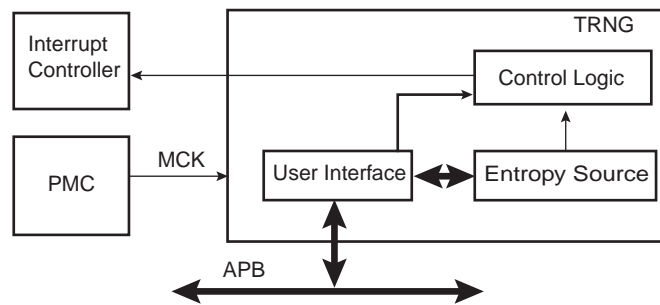 TRNG
Interrupt
Controller
Control Logic
MCK
PMC
User Interface
Entropy Source
APB